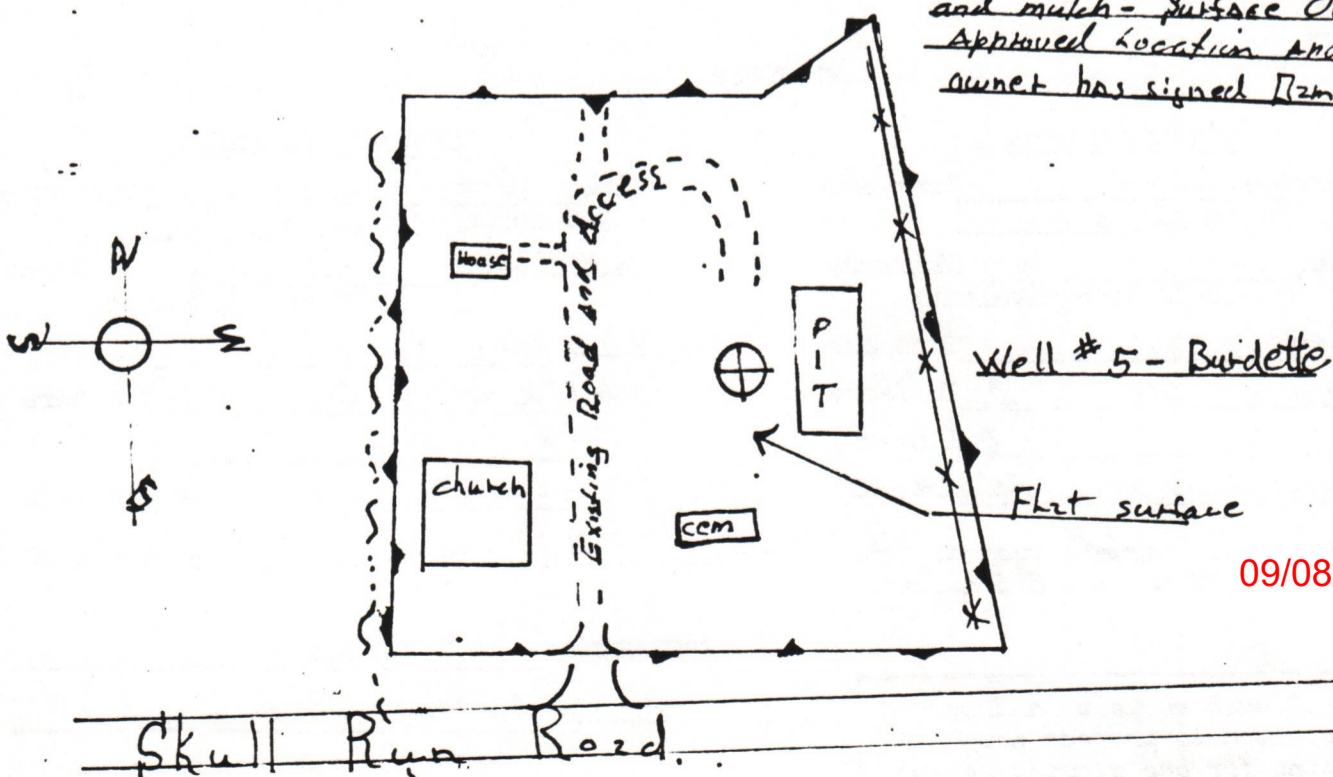 and mulch - surface
Approved Location and
owner has signed
N
W
E
S
House
Existing Road and Access
PIT
Well # 5 - Burdette
church
cem
Flat surface
09/08
Skull Run Road